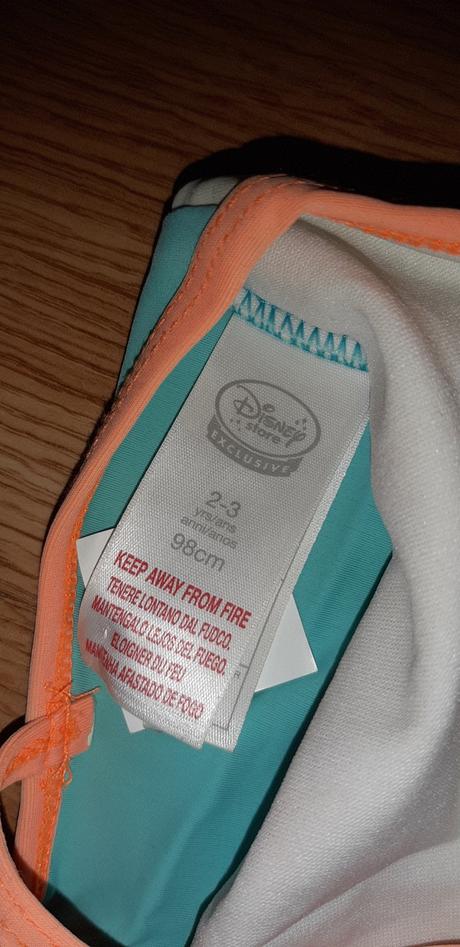 Disney
store
EXCLUSIVE
2-3
yrs/ans
anni/anos
98cm
KEEP AWAY FROM FIRE
TENERE LONTANO DAL FUOCO.
MANTENGALO LEJOS DEL FUEGO.
ELOIGNER DU FEU
MANTENHA AFASTADO DE FOGO